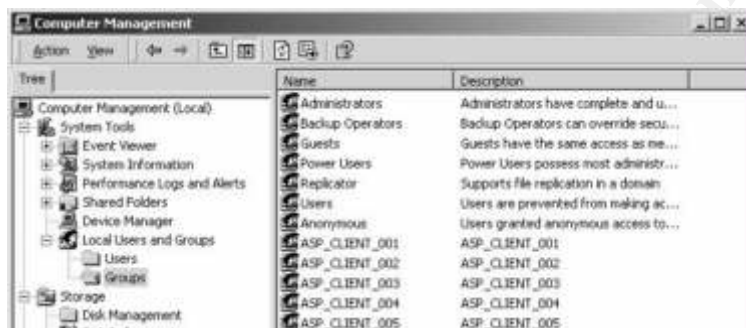 Computer Management
Action View
Tree
Computer Management (Local)
System Tools
Event Viewer
System Information
Performance Logs and Alerts
Shared Folders
Device Manager
Local Users and Groups
Users
Groups
Storage
Disk Management
Name Description
Administrators Administrators have complete and u...
Backup Operators Backup Operators can override secu...
Guests Guests have the same access as me...
Power Users Power Users possess most administr...
Replicator Supports file replication in a domain
Users Users are prevented from making ac...
Anonymous Users granted anonymous access to...
ASP_CLIENT_001 ASP_CLIENT_001
ASP_CLIENT_002 ASP_CLIENT_002
ASP_CLIENT_003 ASP_CLIENT_003
ASP_CLIENT_004 ASP_CLIENT_004
ASP_CLIENT_005 ASP_CLIENT_005